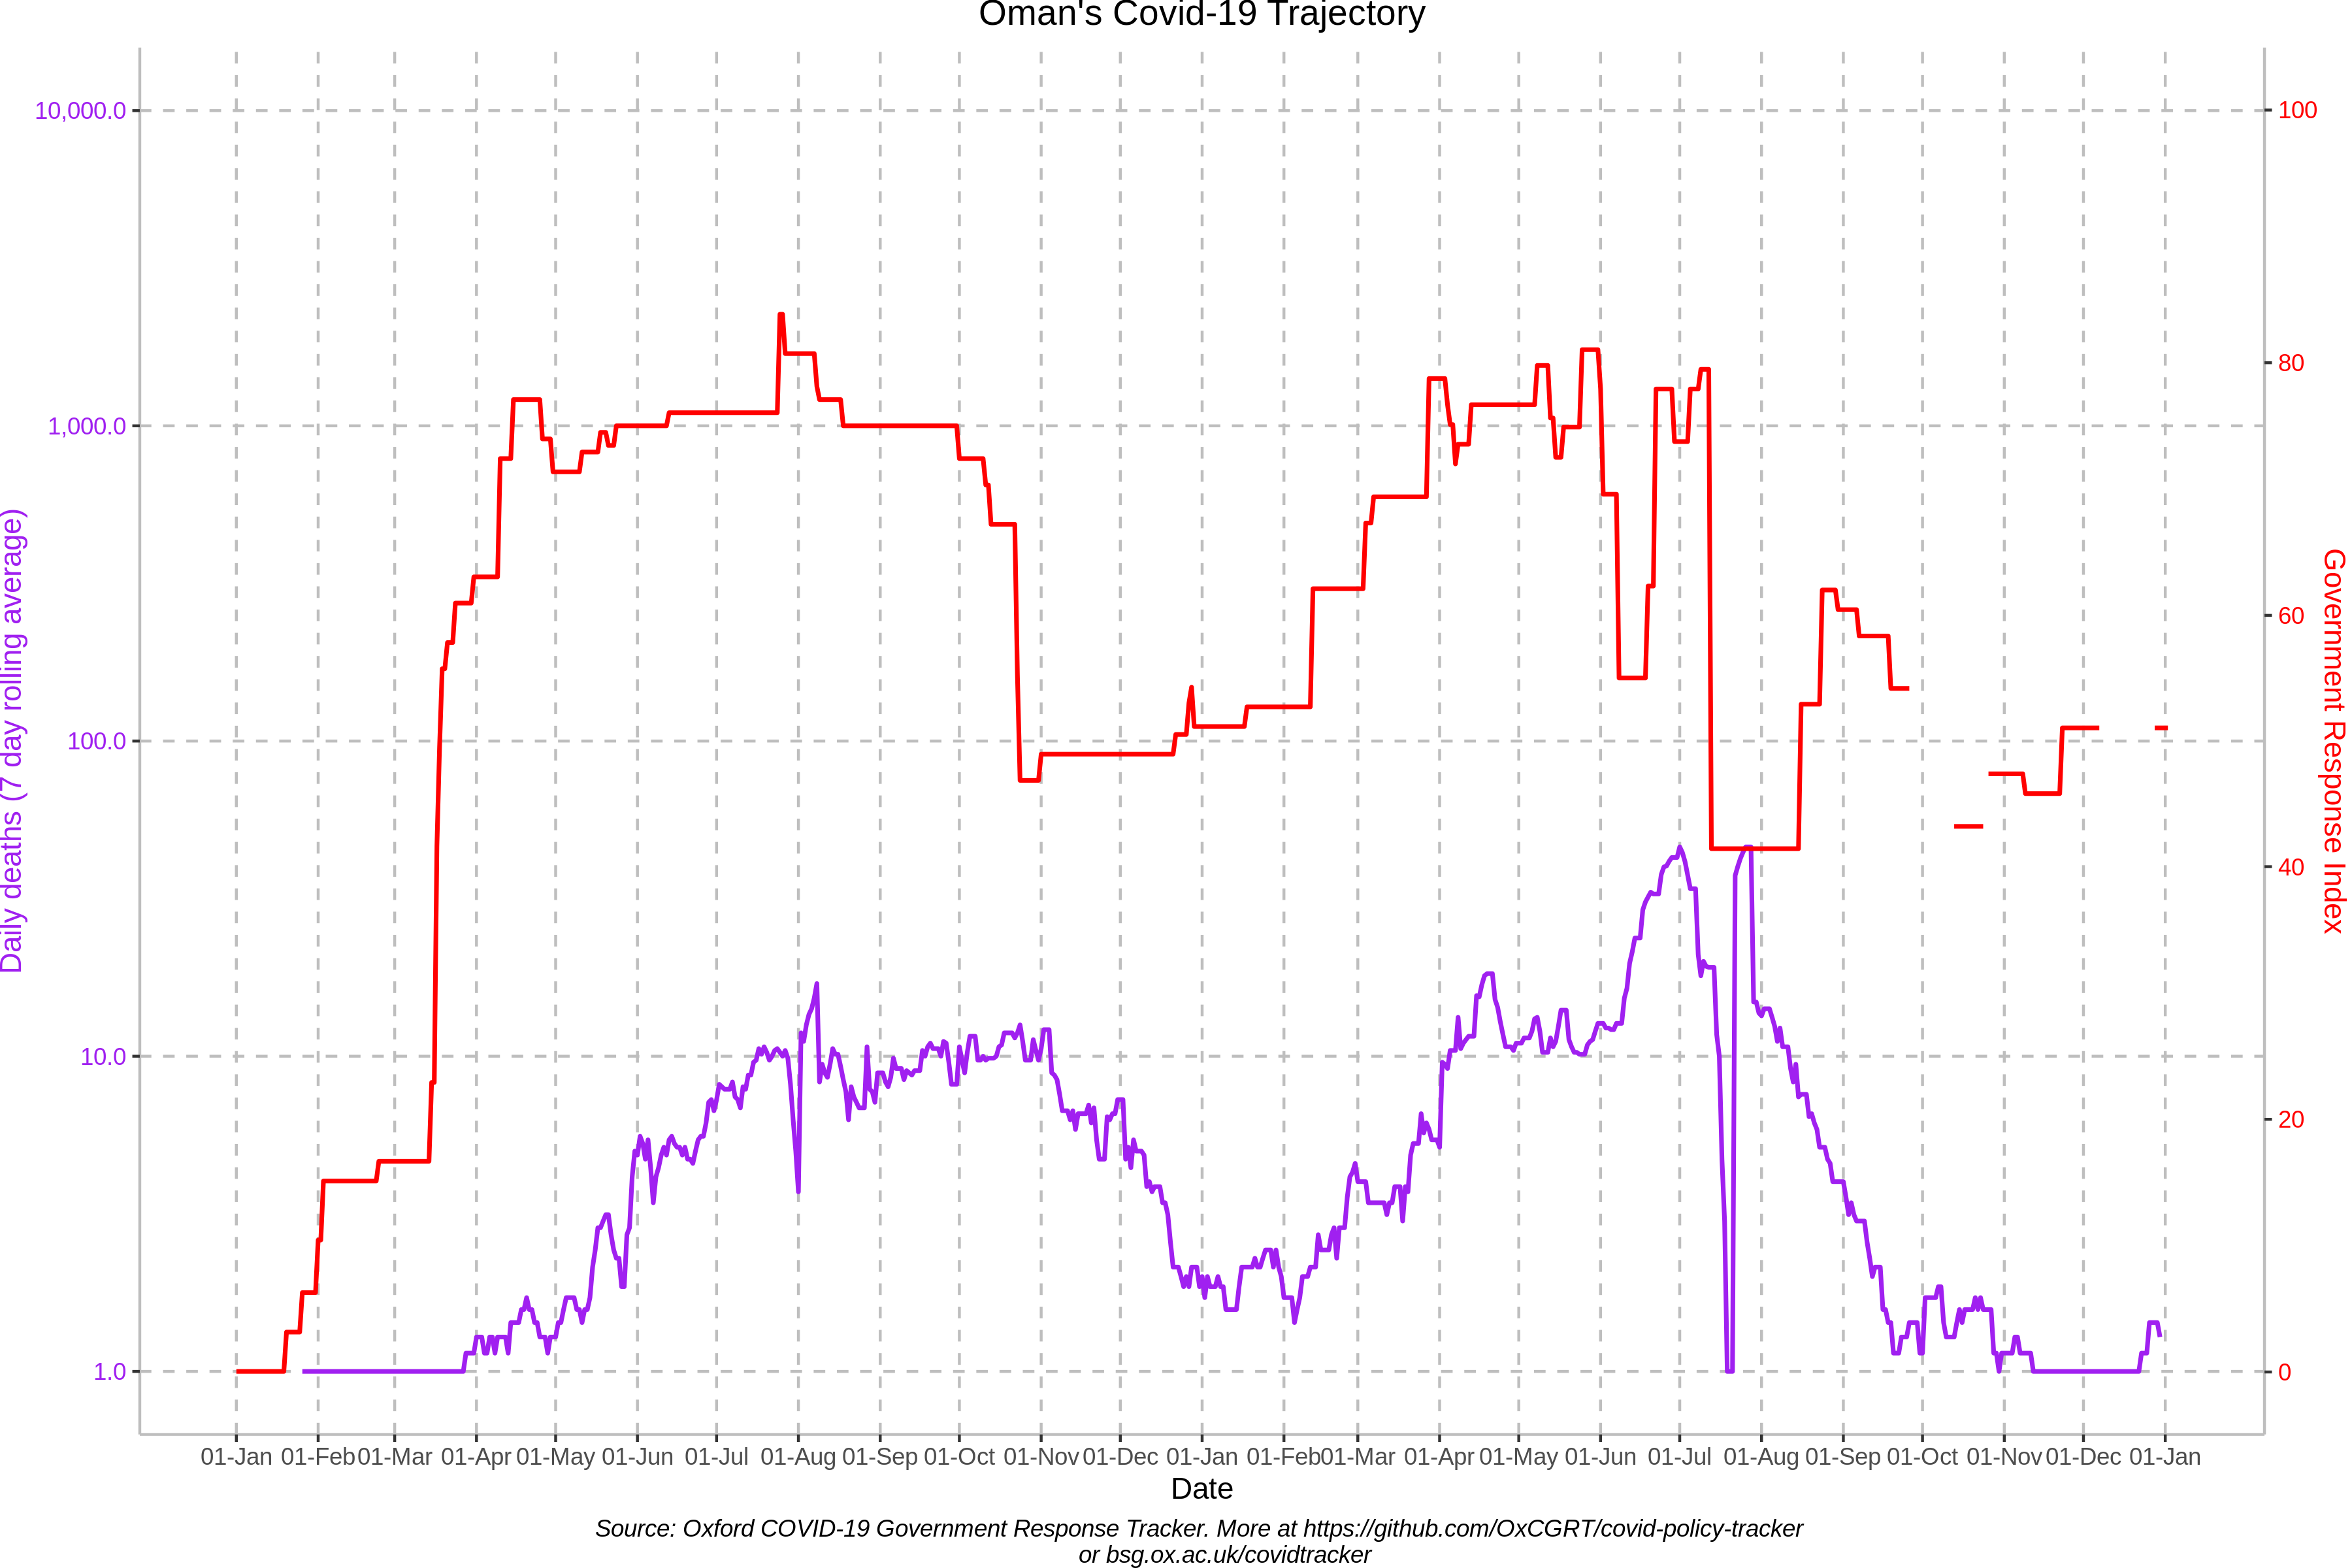 Oman's Covid-19 Trajectory
10,000.0
1,000.0
100.0
10.0
1.0
Daily deaths (7 day rolling average)
100
80
60
40
20
0
Government Response Index
01-Jan 01-Feb 01-Mar 01-Apr 01-May 01-Jun 01-Jul 01-Aug 01-Sep 01-Oct 01-Nov 01-Dec 01-Jan 01-Feb 01-Mar 01-Apr 01-May 01-Jun 01-Jul 01-Aug 01-Sep 01-Oct 01-Nov 01-Dec 01-Jan
Date
Source: Oxford COVID-19 Government Response Tracker. More at https://github.com/OxCGRT/covid-policy-tracker
or bsg.ox.ac.uk/covidtracker